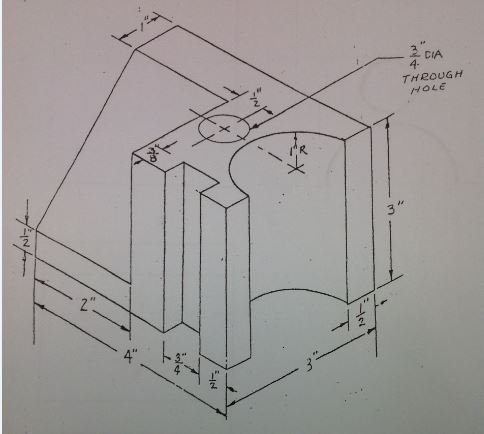 1"
1/2"
3/4" DIA
THROUGH
HOLE
3/8"
1"R
3"
1/2"
2"
4"
3/4
1/2"
3"
1/2"